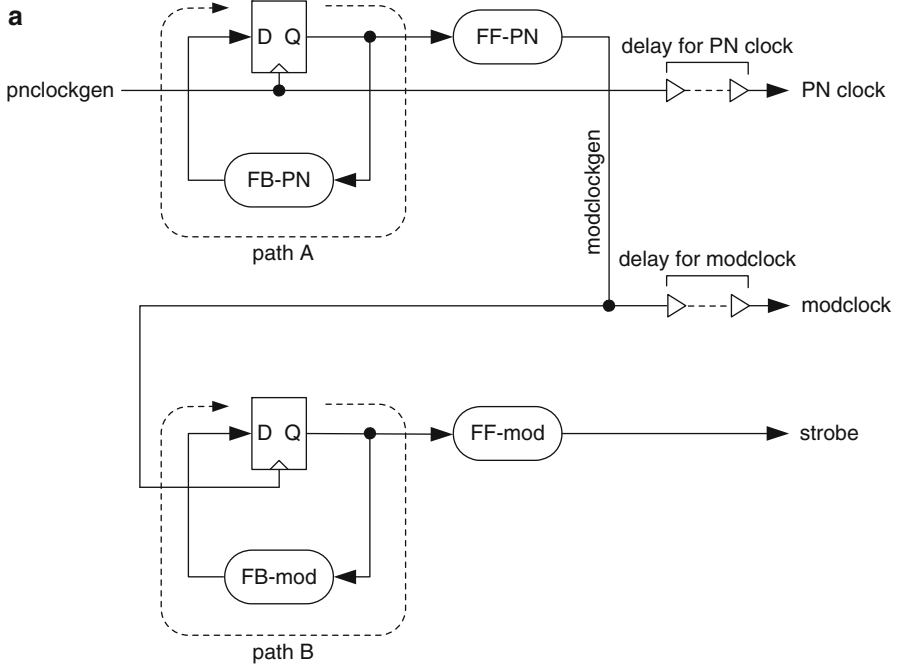 a
D Q
FF-PN
delay for PN clock
pnclockgen
PN clock
FB-PN
modclockgen
path A
delay for modclock
modclock
D Q
FF-mod
strobe
FB-mod
path B